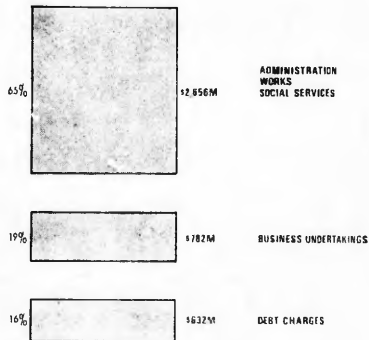 ADMINISTRATION
WORKS
65% $2,656M SOCIAL SERVICES
19% $782M BUSINESS UNDERTAKINGS
16% $632M DEBT CHARGES